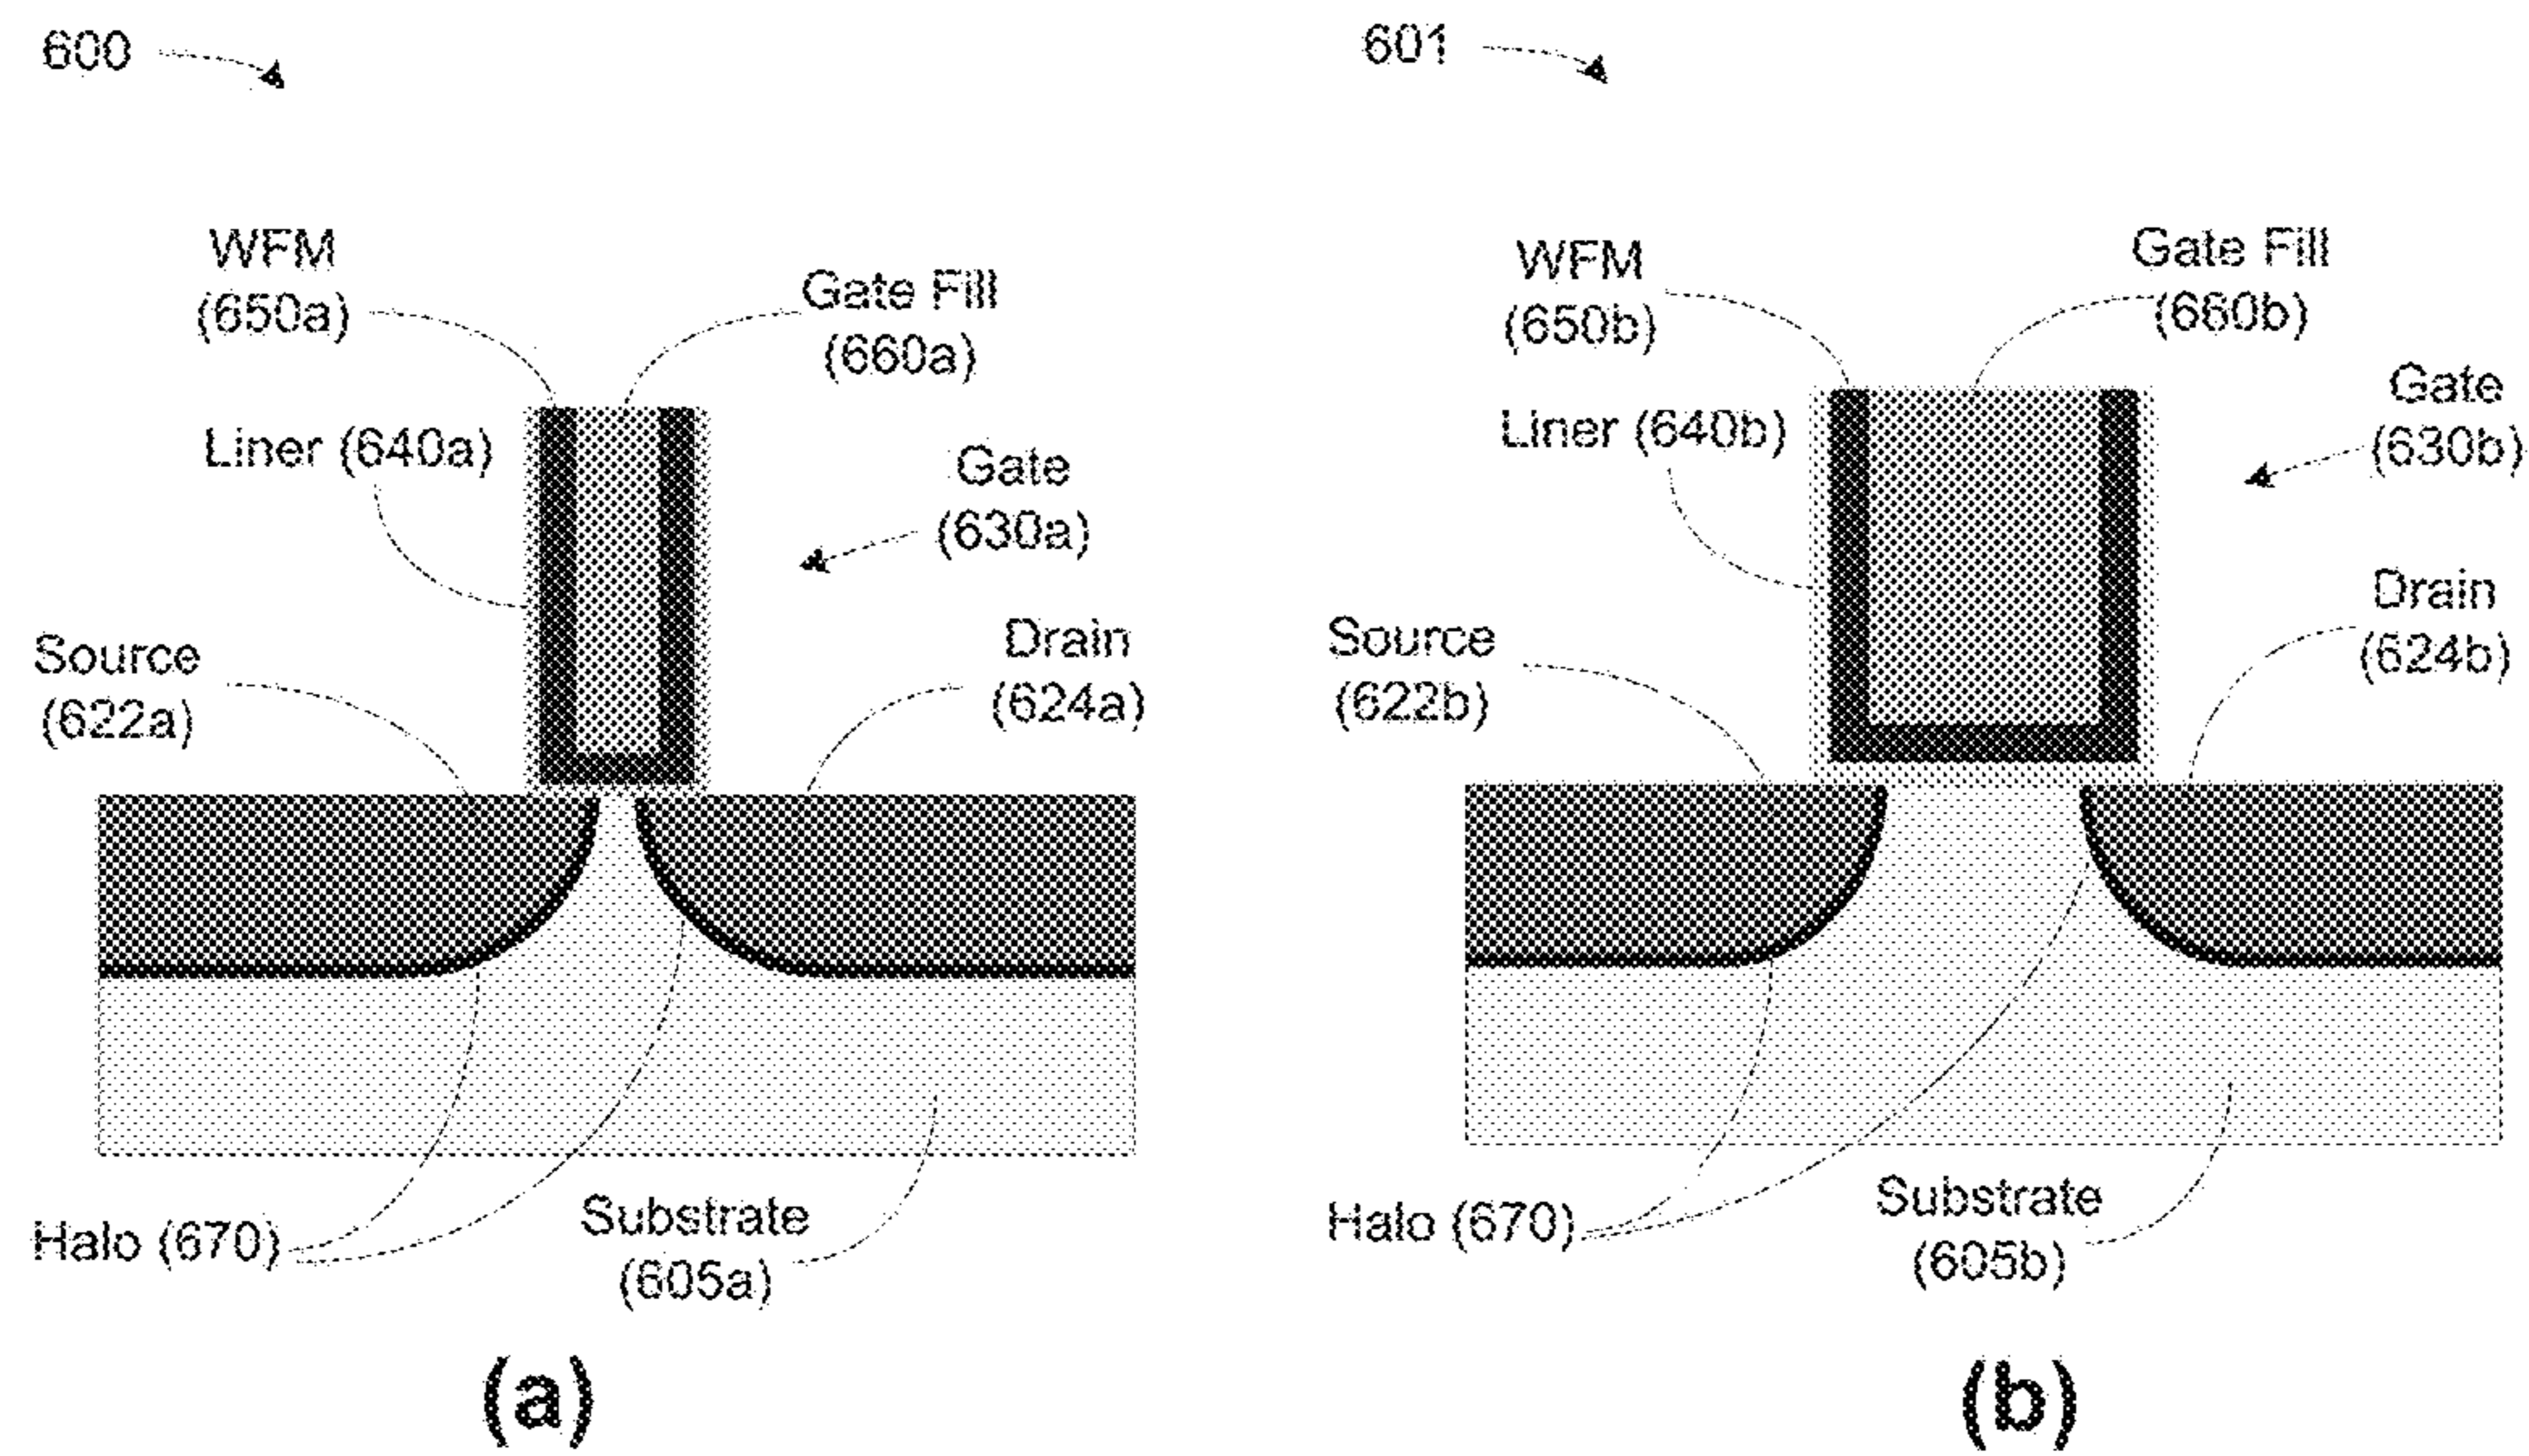 600
WFM
(650a)
Gate Fill
(660a)
Liner (640a)
Gate
(630a)
Source
(622a)
Drain
(624a)
Halo (670)
Substrate
(605a)
(a)
601
WFM
(650b)
Gate Fill
(660b)
Liner (640b)
Gate
(630b)
Source
(622b)
Drain
(624b)
Halo (670)
Substrate
(605b)
(b)